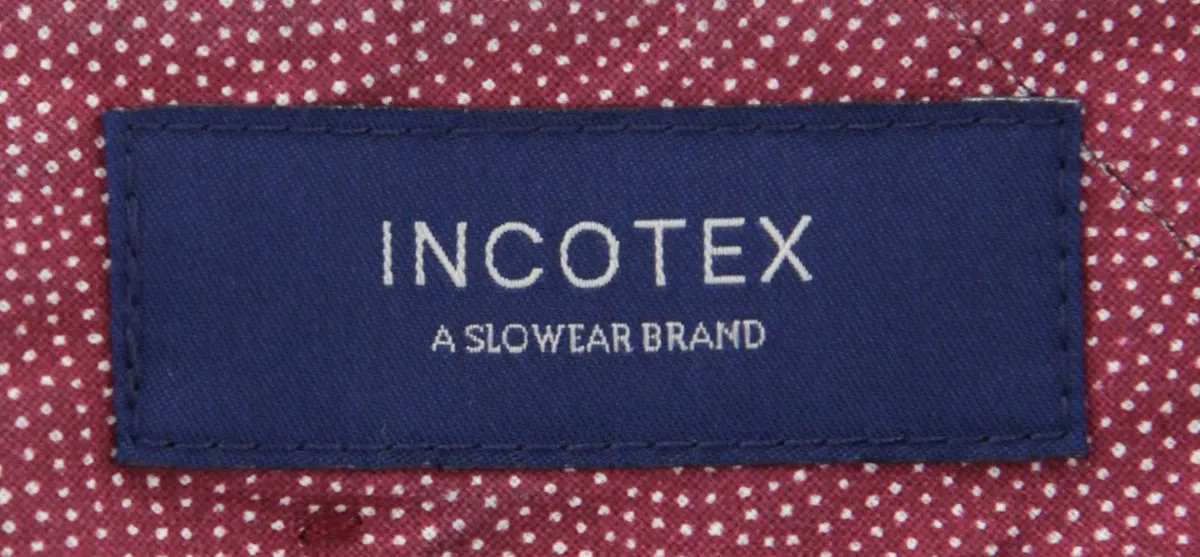 INCOTEX
A SLOWEAR BRAND